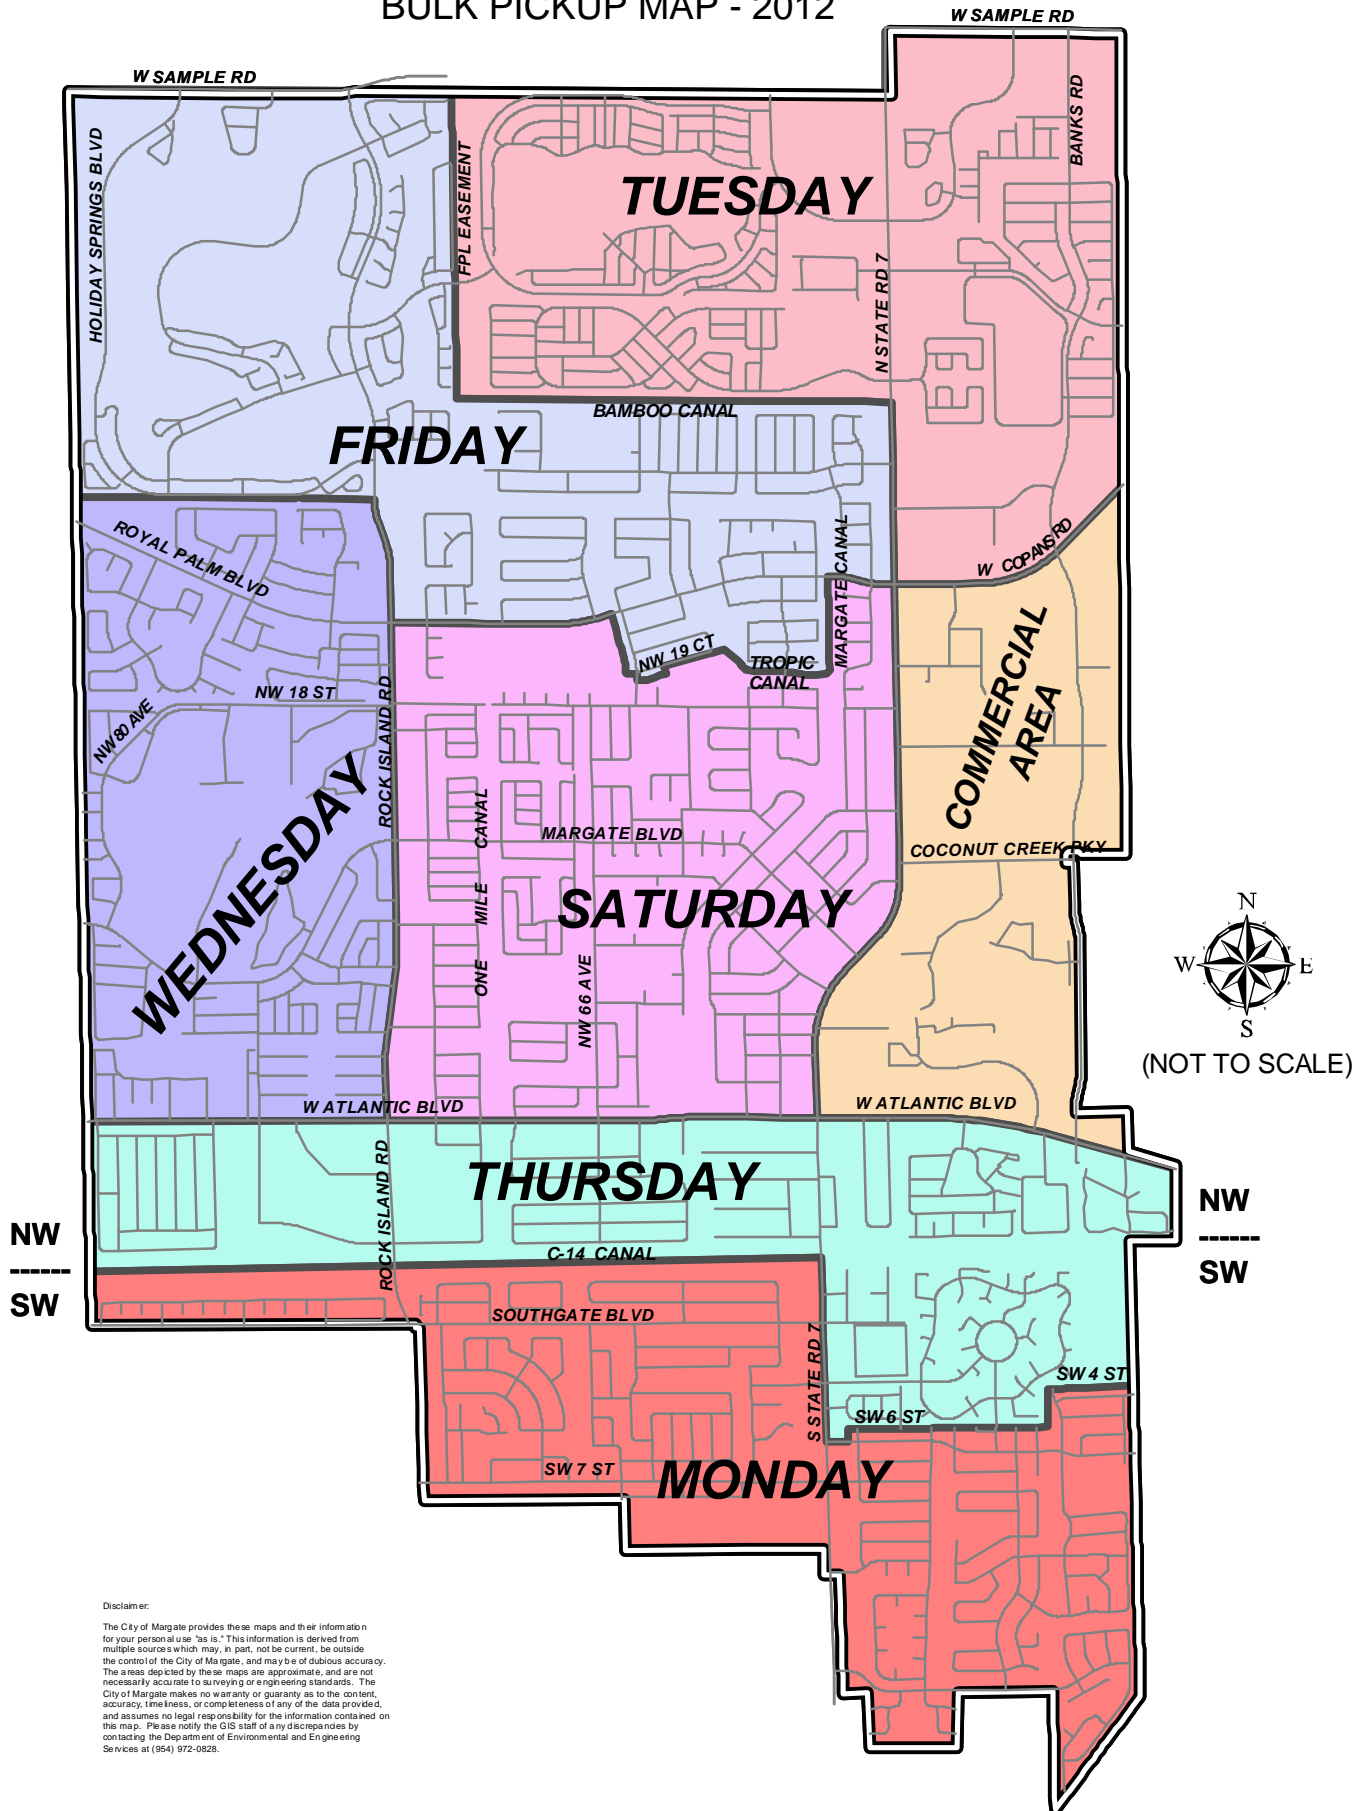 BULK PICKUP MAP - 2012
W SAMPLE RD
W SAMPLE RD
HOLIDAY SPRINGS BLVD
FPL EASEMENT
BANKS RD
TUESDAY
N STATE RD 7
BAMBOO CANAL
FRIDAY
ROYAL PALM BLVD
MARGATE CANAL
W COPANS RD
NW 19 CT
TROPIC
CANAL
NW 18 ST
NW 80 AVE
ROCK ISLAND RD
COMMERCIAL
AREA
WEDNESDAY
ONE MILE CANAL
MARGATE BLVD
COCONUT CREEK PKY
SATURDAY
NW 66 AVE
N
W
E
S
(NOT TO SCALE)
W ATLANTIC BLVD
W ATLANTIC BLVD
ROCK ISLAND RD
THURSDAY
NW
------
SW
NW
------
SW
C-14 CANAL
SOUTHGATE BLVD
S STATE RD 7
SW 4 ST
SW 6 ST
SW 7 ST
MONDAY
Disclaimer:
The City of Margate provides these maps and their information
for your personal use "as is." This information is derived from
multiple sources which may, in part, not be current, be outside
the control of the City of Margate, and may be of dubious accuracy.
The areas depicted by these maps are approximate, and are not
necessarily accurate to surveying or engineering standards. The
City of Margate makes no warranty or guaranty as to the content,
accuracy, timeliness, or completeness of any of the data provided,
and assumes no legal responsibility for the information contained on
this map. Please notify the GIS staff of any discrepancies by
contacting the Department of Environmental and Engineering
Services at (954) 972-0828.